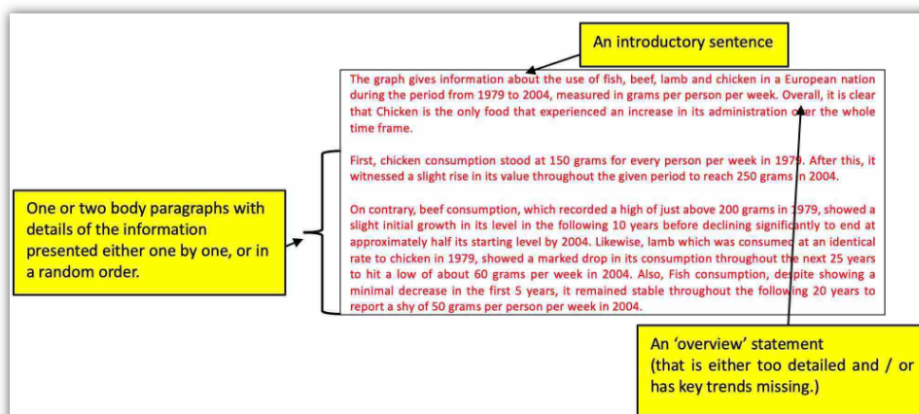 An introductory sentence
The graph gives information about the use of fish, beef, lamb and chicken in a European nation
during the period from 1979 to 2004, measured in grams per person per week. Overall, it is clear
that Chicken is the only food that experienced an increase in its administration over the whole
time frame.
First, chicken consumption stood at 150 grams for every person per week in 1979. After this, it
witnessed a slight rise in its value throughout the given period to reach 250 grams in 2004.
On contrary, beef consumption, which recorded a high of just above 200 grams in 1979, showed a
slight initial growth in its level in the following 10 years before declining significantly to end at
approximately half its starting level by 2004. Likewise, lamb which was consumed at an identical
rate to chicken in 1979, showed a marked drop in its consumption throughout the next 25 years
to hit a low of about 60 grams per week in 2004. Also, Fish consumption, despite showing a
minimal decrease in the first 5 years, it remained stable throughout the following 20 years to
report a shy of 50 grams per person per week in 2004.
One or two body paragraphs with
details of the information
presented either one by one, or in
a random order.
An ‘overview’ statement
(that is either too detailed and / or
has key trends missing.)